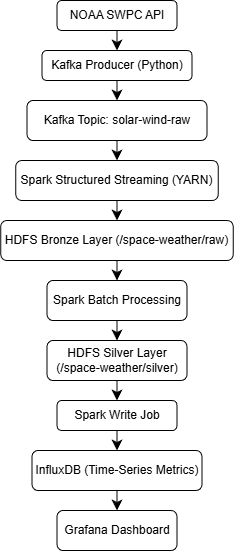 NOAA SWPC API
Kafka Producer (Python)
Kafka Topic: solar-wind-raw
Spark Structured Streaming (YARN)
HDFS Bronze Layer (/space-weather/raw)
Spark Batch Processing
HDFS Silver Layer
(/space-weather/silver)
Spark Write Job
InfluxDB (Time-Series Metrics)
Grafana Dashboard